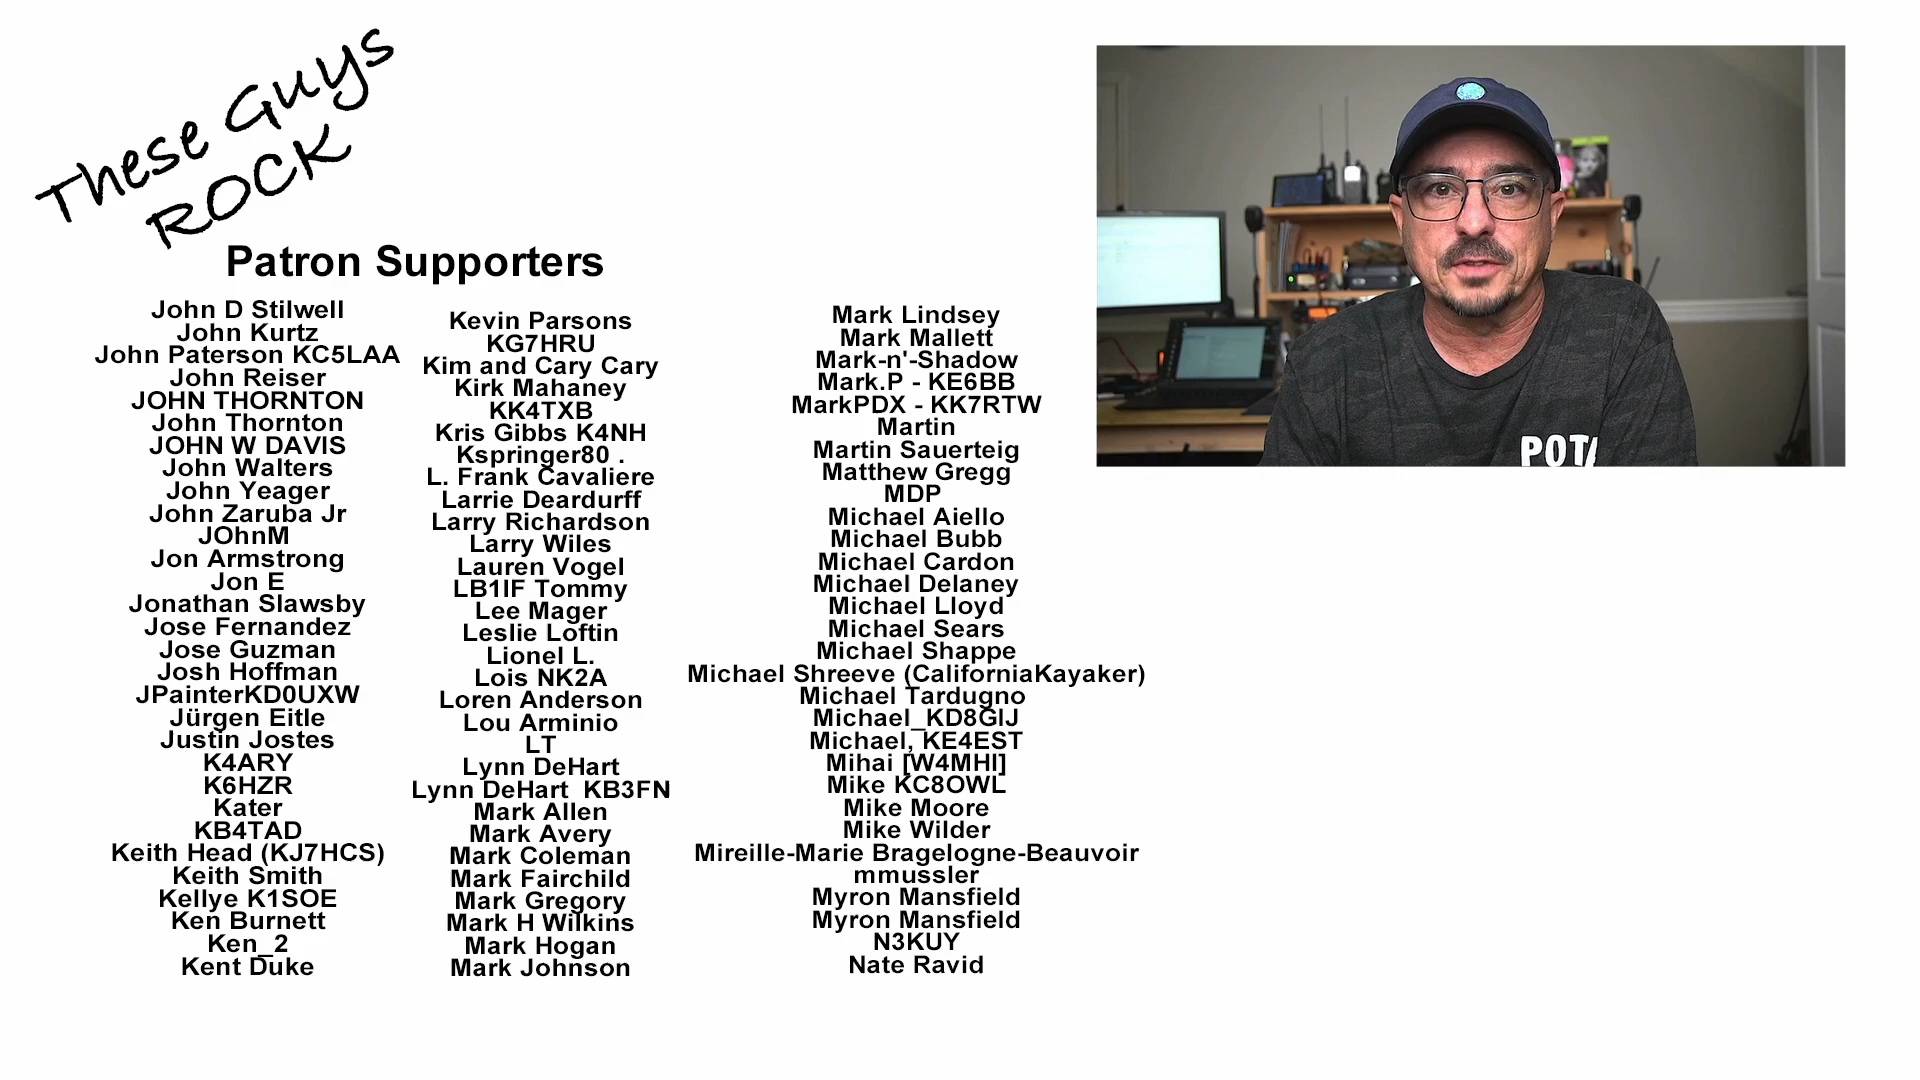 These Guys
ROCK
Patron Supporters
John D Stilwell
John Kurtz
John Paterson KC5LAA
John Reiser
JOHN THORNTON
John Thornton
JOHN W DAVIS
John Walters
John Yeager
John Zaruba Jr
JOhnM
Jon Armstrong
Jon E
Jonathan Slawsby
Jose Fernandez
Jose Guzman
Josh Hoffman
JPainterKD0UXW
Jürgen Eitle
Justin Jostes
K4ARY
K6HZR
Kater
KB4TAD
Keith Head (KJ7HCS)
Keith Smith
Kellye K1SOE
Ken Burnett
Ken_2
Kent Duke
Kevin Parsons
KG7HRU
Kim and Cary Cary
Kirk Mahaney
KK4TXB
Kris Gibbs K4NH
Kspringer80 .
L. Frank Cavaliere
Larrie Deardurff
Larry Richardson
Larry Wiles
Lauren Vogel
LB1IF Tommy
Lee Mager
Leslie Loftin
Lionel L.
Lois NK2A
Loren Anderson
Lou Arminio
LT
Lynn DeHart
Lynn DeHart  KB3FN
Mark Allen
Mark Avery
Mark Coleman
Mark Fairchild
Mark Gregory
Mark H Wilkins
Mark Hogan
Mark Johnson
Mark Lindsey
Mark Mallett
Mark-n'-Shadow
Mark.P - KE6BB
MarkPDX - KK7RTW
Martin
Martin Sauerteig
Matthew Gregg
MDP
Michael Aiello
Michael Bubb
Michael Cardon
Michael Delaney
Michael Lloyd
Michael Sears
Michael Shappe
Michael Shreeve (CaliforniaKayaker)
Michael Tardugno
Michael_KD8GIJ
Michael, KE4EST
Mihai [W4MHI]
Mike KC8OWL
Mike Moore
Mike Wilder
Mireille-Marie Bragelogne-Beauvoir
mmussler
Myron Mansfield
Myron Mansfield
N3KUY
Nate Ravid
POTA